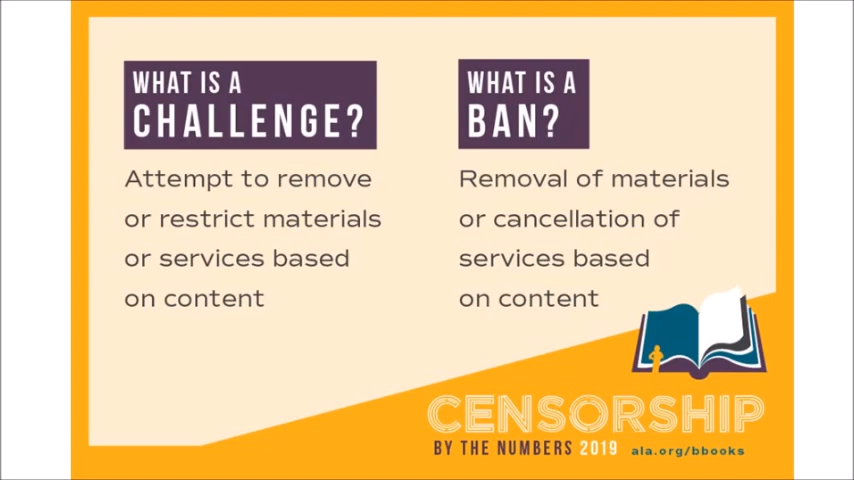 WHAT IS A
CHALLENGE?
Attempt to remove
or restrict materials
or services based
on content
WHAT IS A
BAN?
Removal of materials
or cancellation of
services based
on content
CENSORSHIP
BY THE NUMBERS 2019 ala.org/bbooks